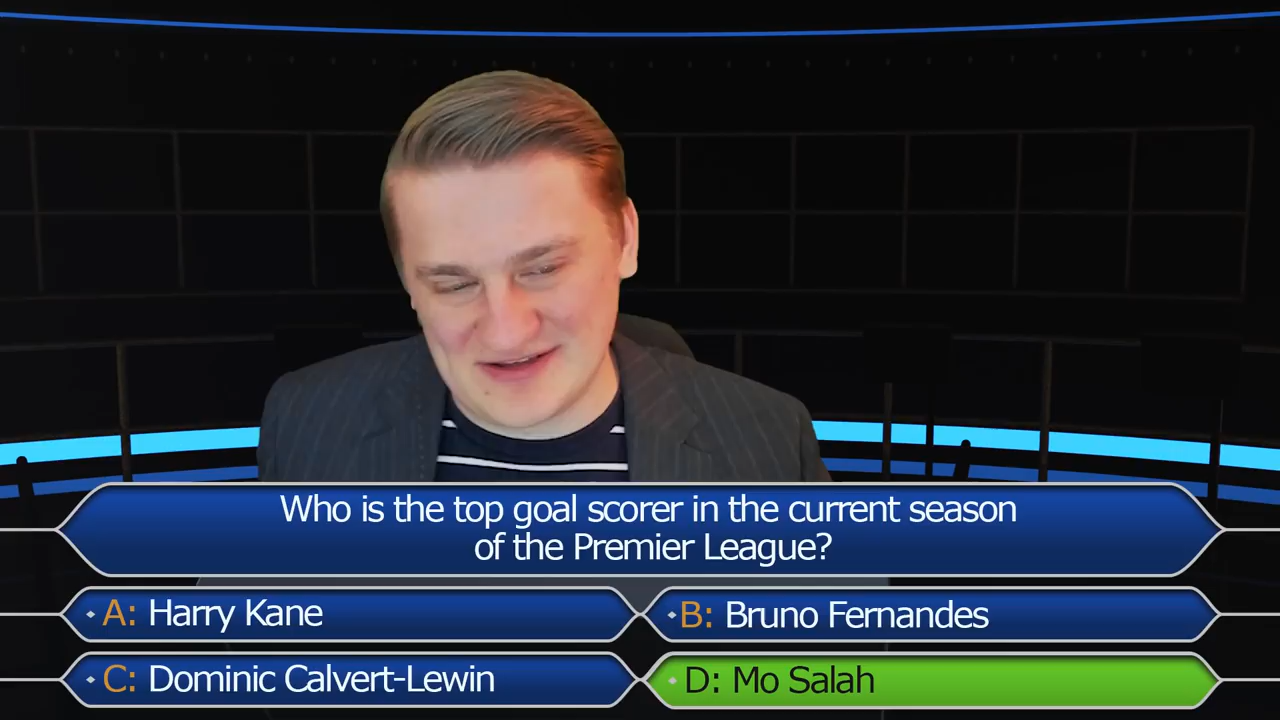 Who is the top goal scorer in the current season
of the Premier League?
A: Harry Kane
B: Bruno Fernandes
C: Dominic Calvert-Lewin
D: Mo Salah